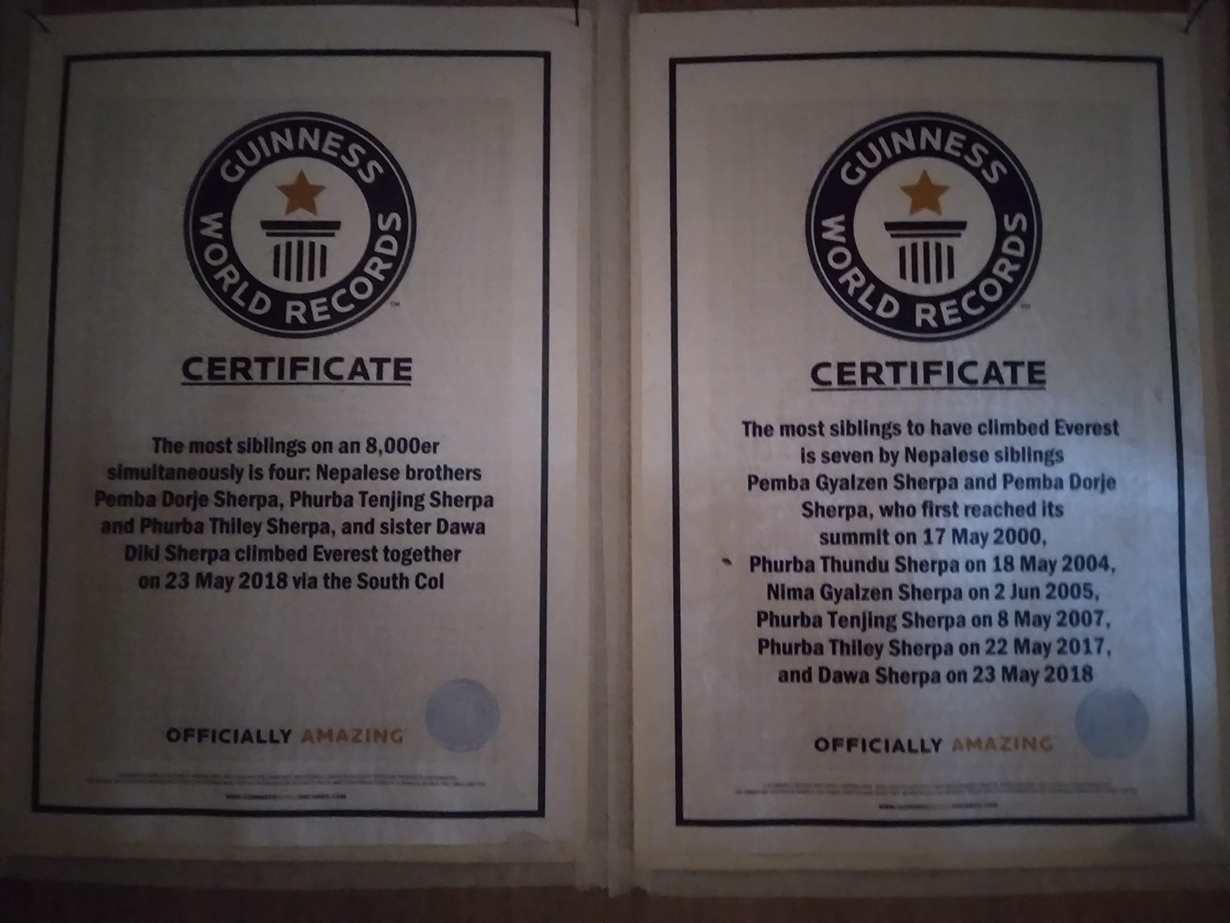 GUINNESS
WORLD RECORDS
™
CERTIFICATE
The most siblings on an 8,000er
simultaneously is four: Nepalese brothers
Pemba Dorje Sherpa, Phurba Tenjing Sherpa
and Phurba Thiley Sherpa, and sister Dawa
Diki Sherpa climbed Everest together
on 23 May 2018 via the South Col
OFFICIALLY AMAZING
GUINNESS
WORLD RECORDS
™
CERTIFICATE
The most siblings to have climbed Everest
is seven by Nepalese siblings
Pemba Gyalzen Sherpa and Pemba Dorje
Sherpa, who first reached its
summit on 17 May 2000,
Phurba Thundu Sherpa on 18 May 2004,
Nima Gyalzen Sherpa on 2 Jun 2005,
Phurba Tenjing Sherpa on 8 May 2007,
Phurba Thiley Sherpa on 22 May 2017,
and Dawa Sherpa on 23 May 2018
OFFICIALLY AMAZING